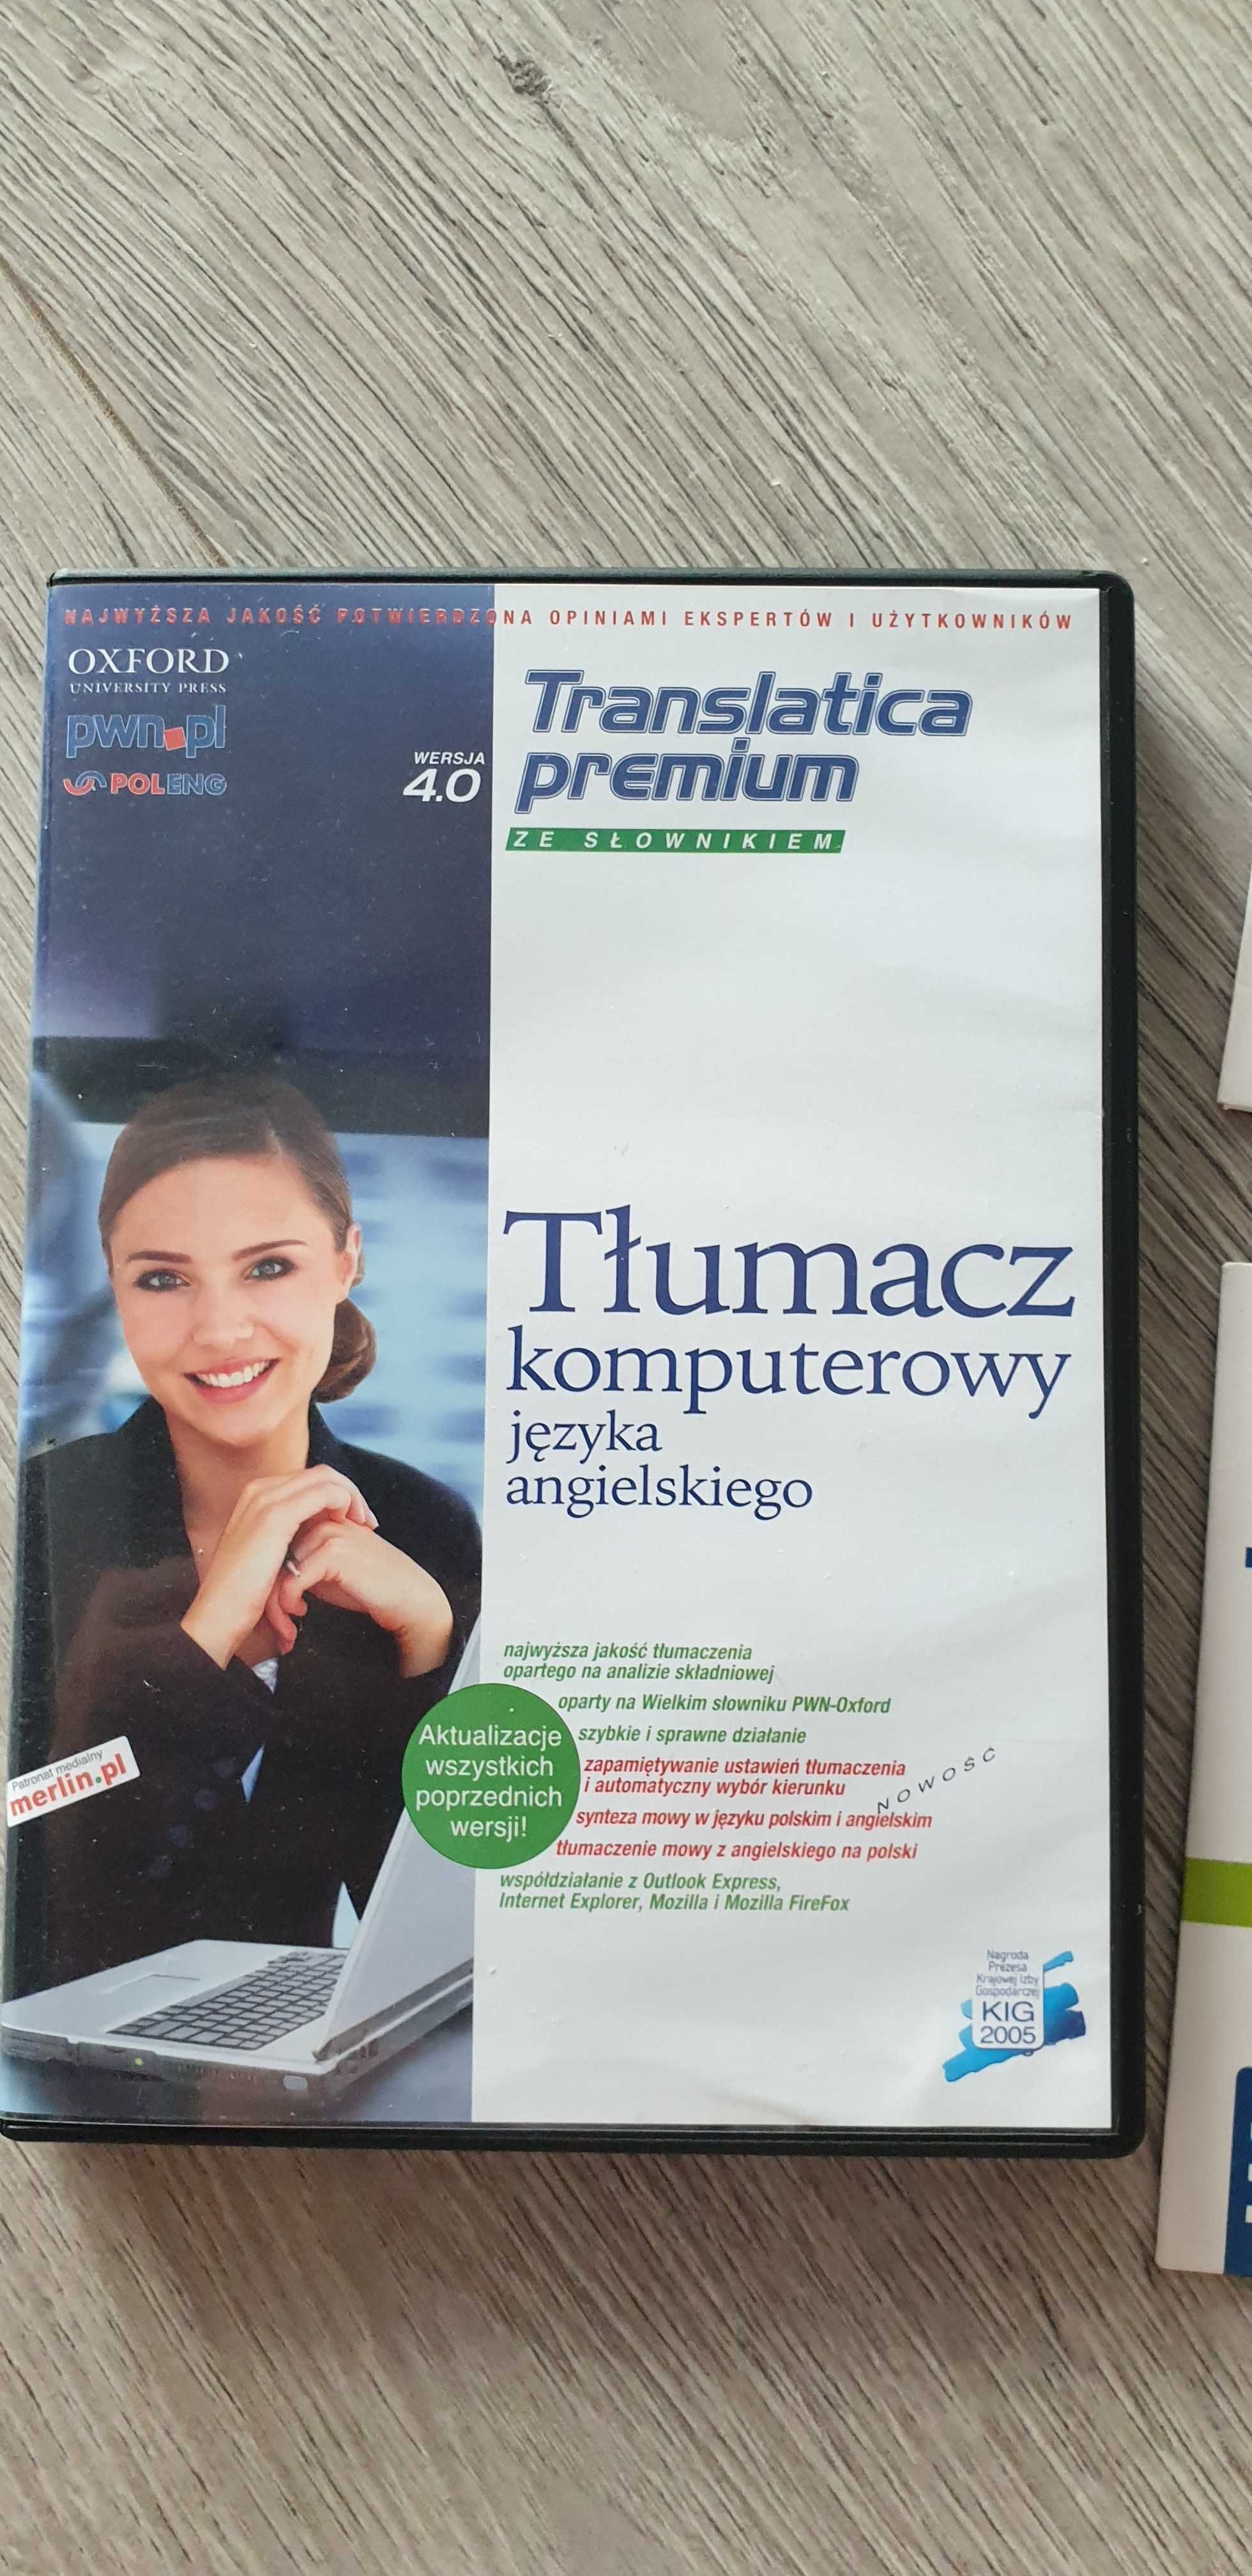 NAJWYŻSZA JAKOŚĆ POTWIERDZONA OPINIAMI EKSPERTÓW I UŻYTKOWNIKÓW
OXFORD
UNIVERSITY PRESS
pwn.pl
POLENG
WERSJA
4.0
Translatica
premium
ZE SŁOWNIKIEM
Tłumacz
komputerowy
języka
angielskiego
najwyższa jakość tłumaczenia
opartego na analizie składniowej
oparty na Wielkim słowniku PWN-Oxford
szybkie i sprawne działanie
zapamiętywanie ustawień tłumaczenia
i automatyczny wybór kierunku
NOWOŚĆ
synteza mowy w języku polskim i angielskim
tłumaczenie mowy z angielskiego na polski
współdziałanie z Outlook Express,
Internet Explorer, Mozilla i Mozilla FireFox
Aktualizacje
wszystkich
poprzednich
wersji!
Patronat medialny
merlin.pl
Nagroda
Prezesa
Krajowej Izby
Gospodarczej
KIG
2005